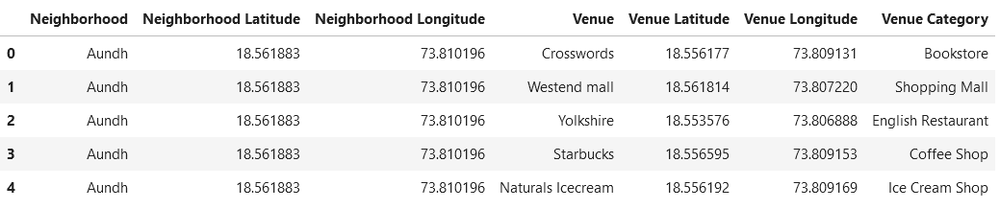 Neighborhood Neighborhood Latitude Neighborhood Longitude Venue Venue Latitude Venue Longitude Venue Category
0 Aundh 18.561883 73.810196 Crosswords 18.556177 73.809131 Bookstore
1 Aundh 18.561883 73.810196 Westend mall 18.561814 73.807220 Shopping Mall
2 Aundh 18.561883 73.810196 Yolkshire 18.553576 73.806888 English Restaurant
3 Aundh 18.561883 73.810196 Starbucks 18.556595 73.809153 Coffee Shop
4 Aundh 18.561883 73.810196 Naturals Icecream 18.556192 73.809169 Ice Cream Shop